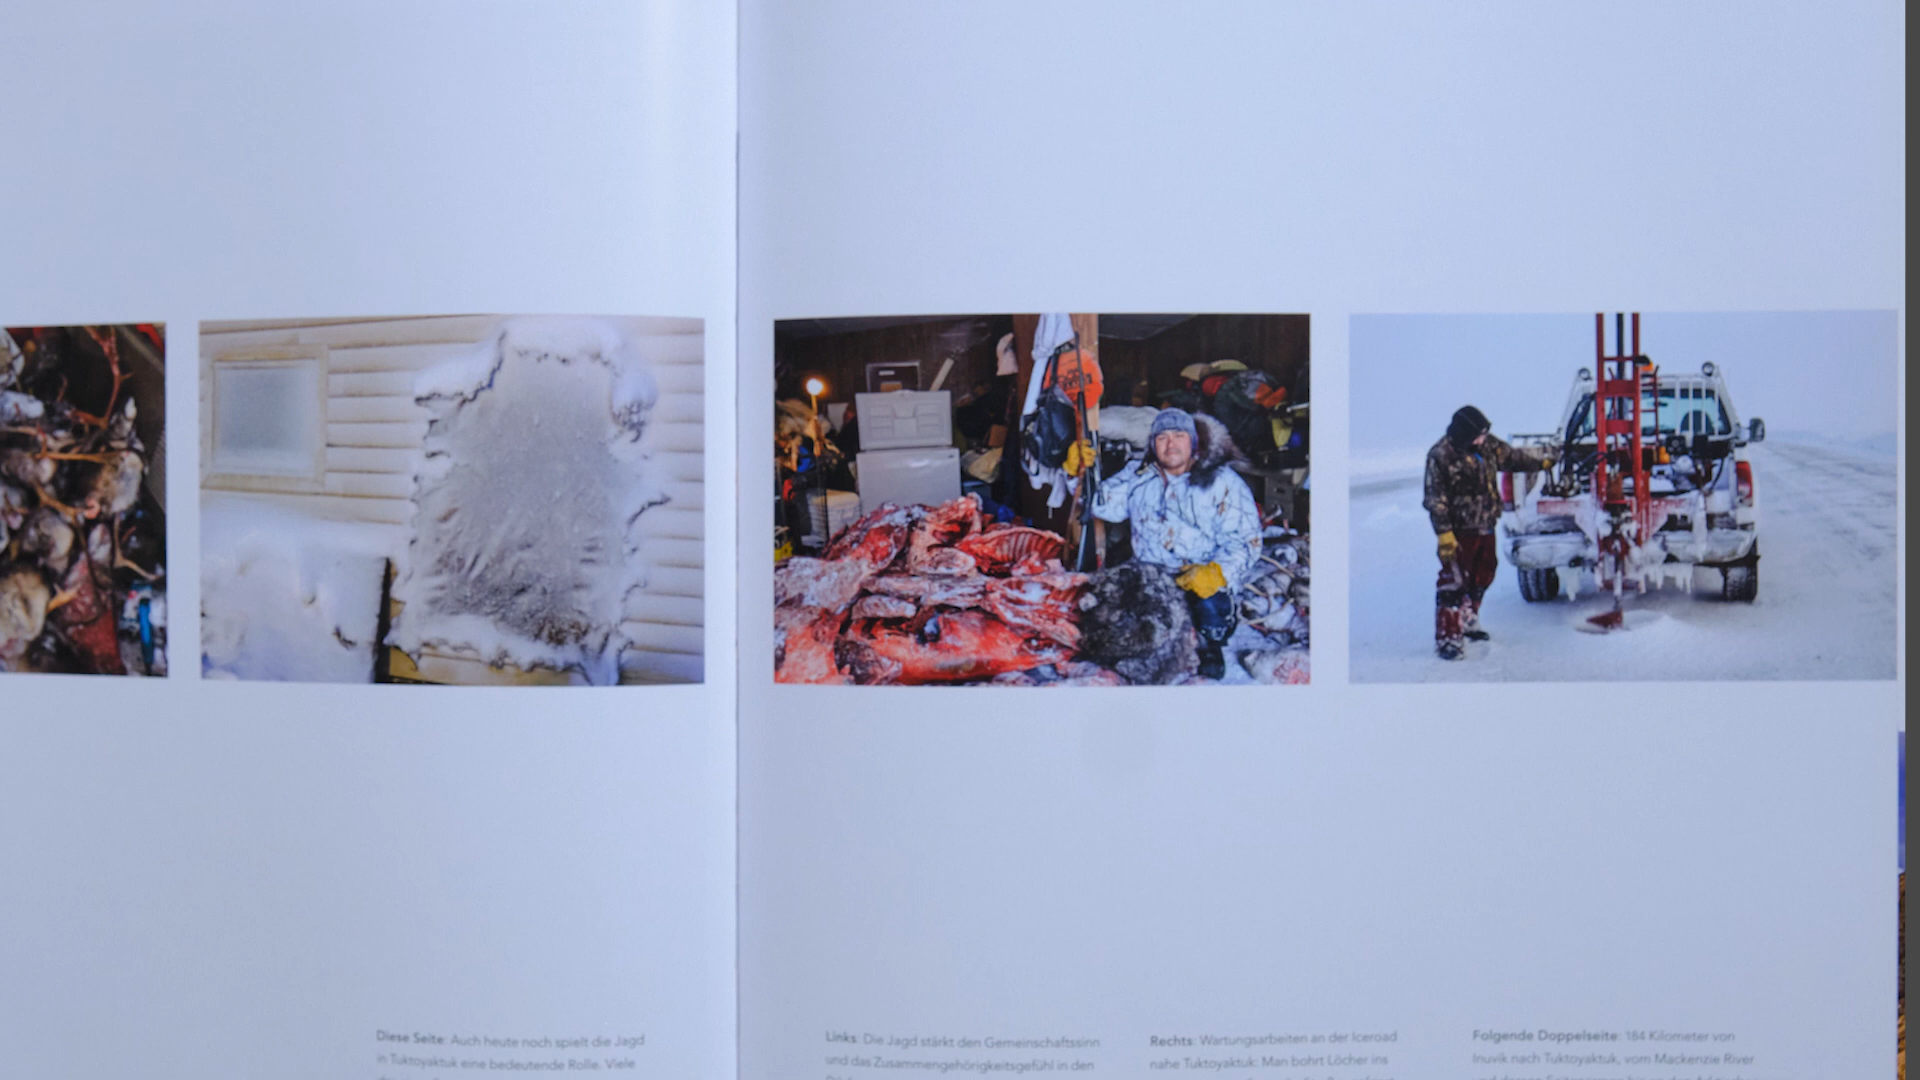 Diese Seite: Auch heute noch spielt die Jagd
in Tuktoyaktuk eine bedeutende Rolle. Viele
Links: Die Jagd stärkt den Gemeinschaftssinn
und das Zusammengehörigkeitsgefühl in den
Rechts: Wartungsarbeiten an der Iceroad
nahe Tuktoyaktuk: Man bohrt Löcher ins
Folgende Doppelseite: 184 Kilometer von
Inuvik nach Tuktoyaktuk, vom Mackenzie River